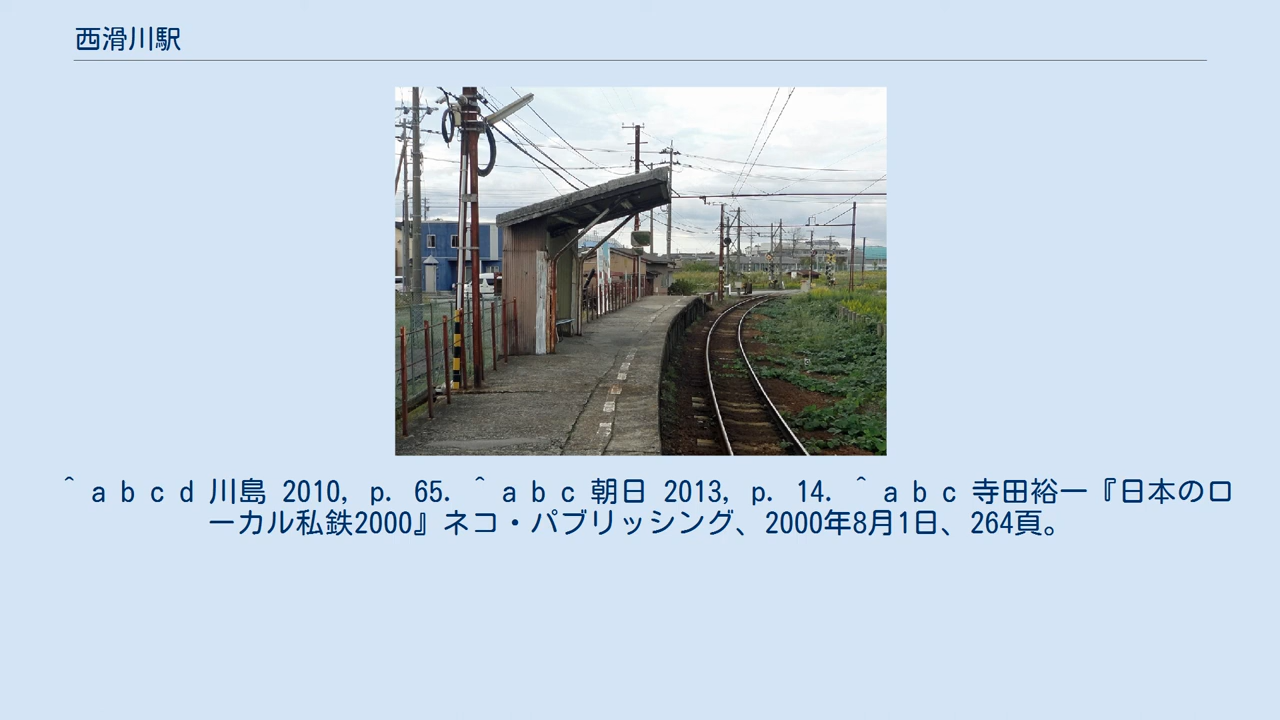 西滑川駅
^ a b c d 川島 2010, p. 65. ^ a b c 朝日 2013, p. 14. ^ a b c 寺田裕一『日本のロ
ーカル私鉄2000』ネコ・パブリッシング、2000年8月1日、264頁。